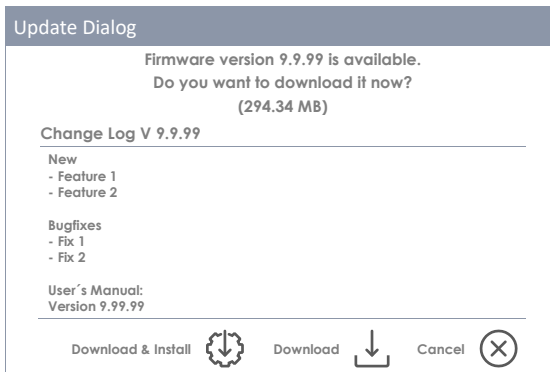 Update Dialog
Firmware version 9.9.99 is available.
Do you want to download it now?
(294.34 MB)
Change Log V 9.9.99
New
- Feature 1
- Feature 2
Bugfixes
- Fix 1
- Fix 2
User´s Manual:
Version 9.99.99
Download & Install Download Cancel